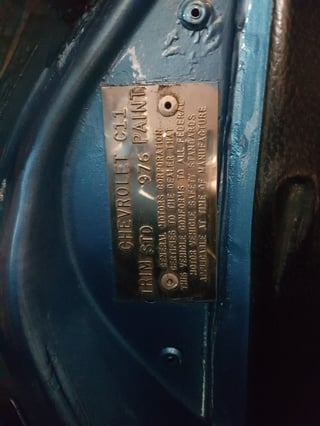 CHEVROLET C11
TRIM STD 976 PAINT
GENERAL MOTORS CORPORATION
CERTIFIES TO THE DEALER THAT
THIS VEHICLE CONFORMS TO ALL FEDERAL
MOTOR VEHICLE SAFETY STANDARDS
APPLICABLE AT TIME OF MANUFACTURE